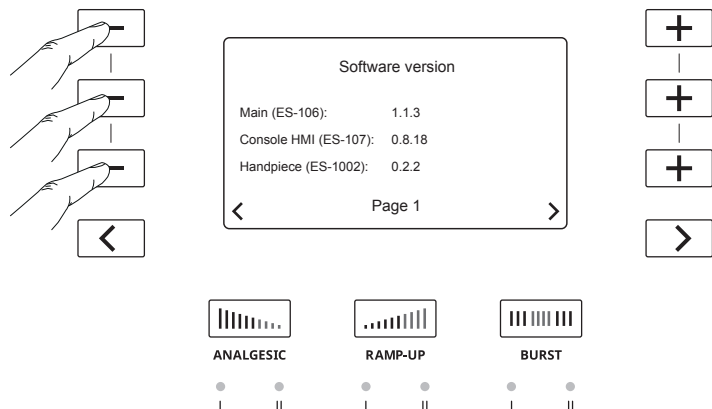 Software version
Main (ES-106): 1.1.3
Console HMI (ES-107): 0.8.18
Handpiece (ES-1002): 0.2.2
Page 1
ANALGESIC RAMP-UP BURST
I II I II I II